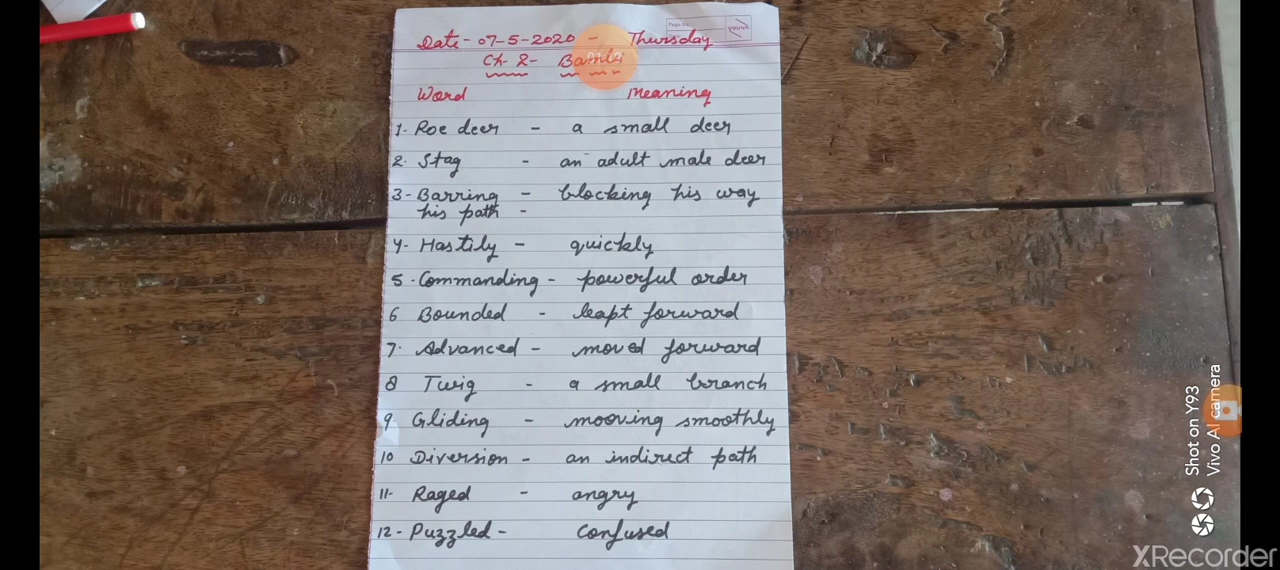 Date - 07-5-2020 - Thursday
Ch 2 - Bambi
Word Meaning
1- Roe deer - a small deer
2. Stag - an adult male deer
3- Barring - blocking his way
his path -
4- Hastily - quickly
5. Commanding - powerful order
6 Bounded - leapt forward
7. Advanced - moved forward
8 Twig - a small branch
9. Gliding - mooving smoothly
10 Diversion - an indirect path
11- Raged - angry
12- Puzzled - confused
Shot on Y93
Vivo AI camera
XRecorder